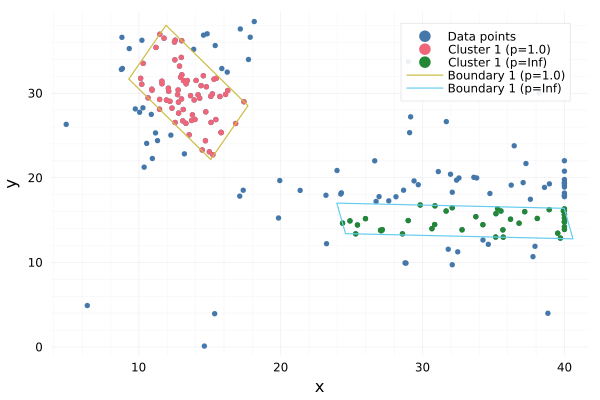 Data points
Cluster 1 (p=1.0)
Cluster 1 (p=Inf)
Boundary 1 (p=1.0)
Boundary 1 (p=Inf)
30
20
10
0
y
10
20
30
40
x